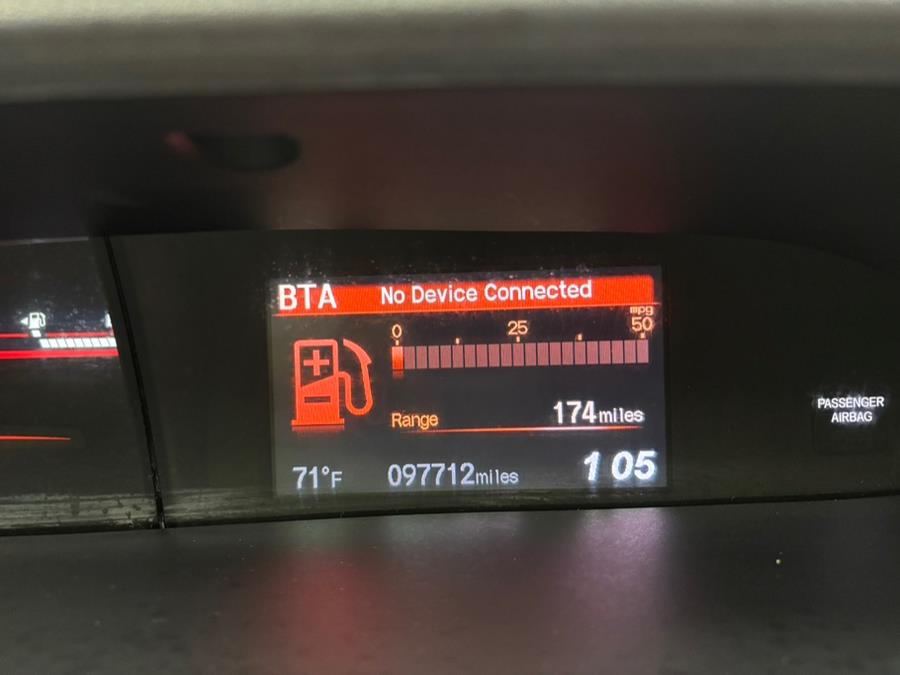 BTA No Device Connected
mpg
0 25 50
Range 174 miles
71°F 097712 miles 1 05
PASSENGER
AIRBAG